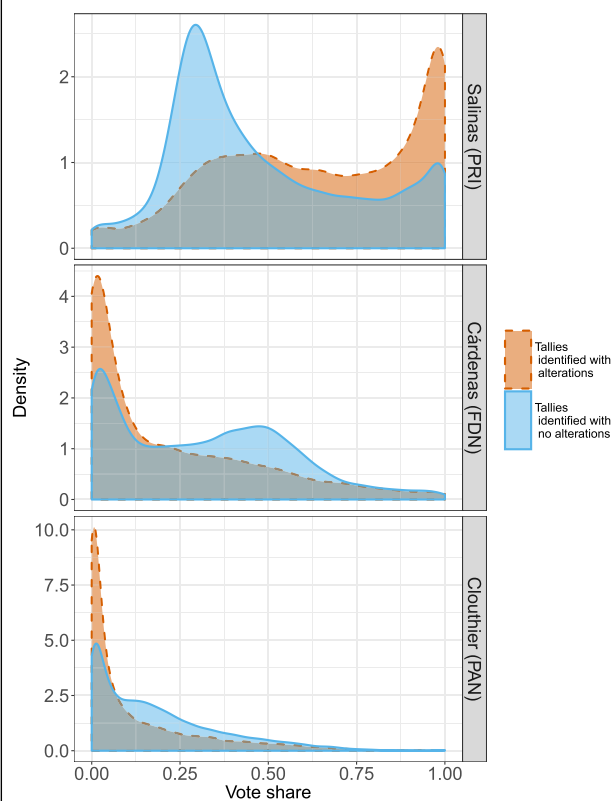 Density
2
1
0
Salinas (PRI)
4
3
2
1
0
Cárdenas (FDN)
10.0
7.5
5.0
2.5
0.0
Clouthier (PAN)
0.00 0.25 0.50 0.75 1.00
Vote share
Tallies
identified with
alterations
Tallies
identified with
no alterations